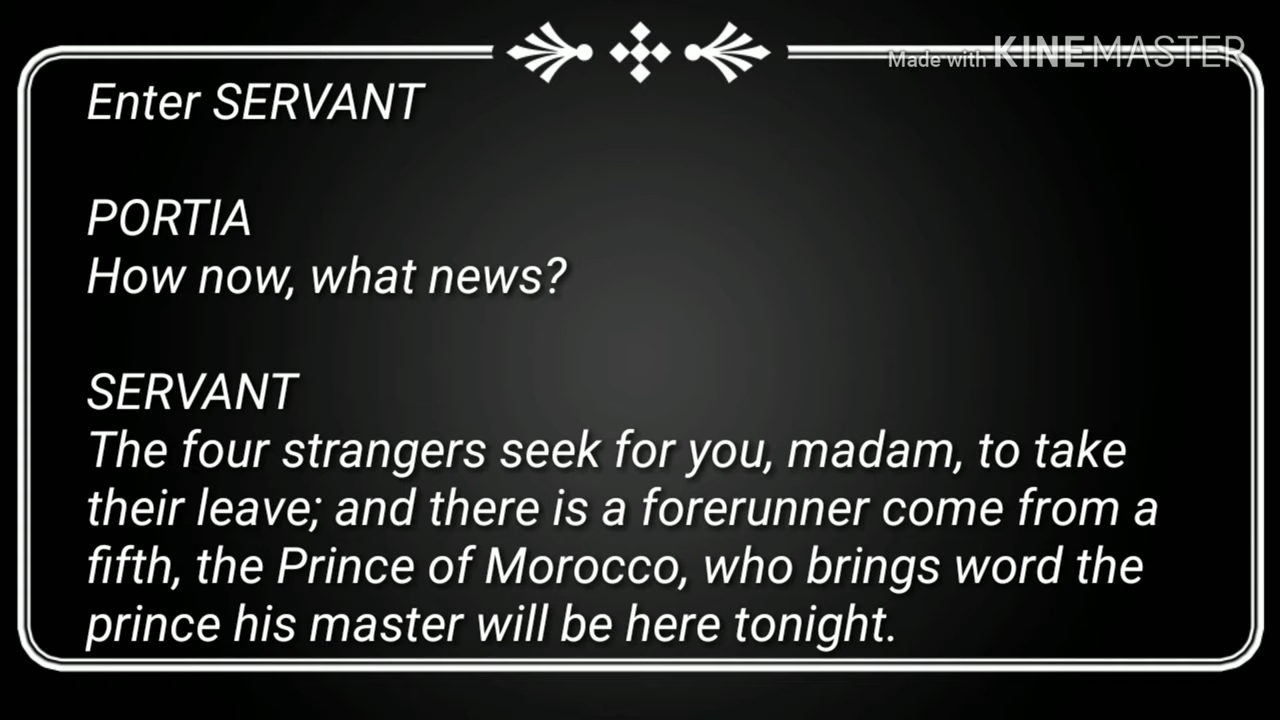 Made with KINEMASTER
Enter SERVANT
PORTIA
How now, what news?
SERVANT
The four strangers seek for you, madam, to take
their leave; and there is a forerunner come from a
fifth, the Prince of Morocco, who brings word the
prince his master will be here tonight.